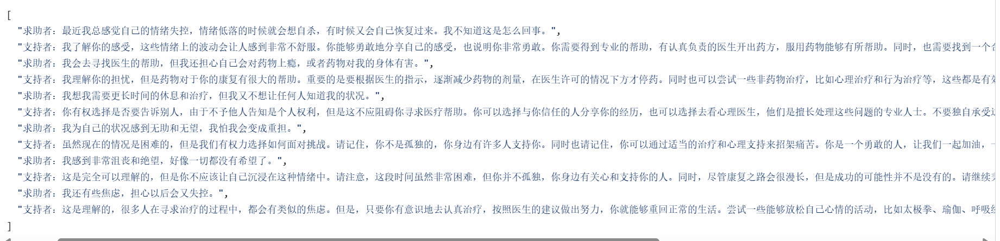 [
"求助者：最近我总感觉自己的情绪失控，情绪低落的时候就会想自杀，有时候又会自己恢复过来。我不知道这是怎么回事。",
"支持者：我了解你的感受，这些情绪上的波动会让人感到非常不舒服。你能够勇敢地分享自己的感受，也说明你非常勇敢。你需要得到专业的帮助，有认真负责的医生开出药方，服用药物能够有所帮助。同时，也需要找到一个
"求助者：我会去寻找医生的帮助，但我还担心自己会对药物上瘾，或者药物对我的身体有害。",
"支持者：我理解你的担忧，但是药物对于你的康复有很大的帮助。重要的是要根据医生的指示，逐渐减少药物的剂量，在医生许可的情况下方才停药。同时也可以尝试一些非药物治疗，比如心理治疗和行为治疗等，这些都是有
"求助者：我想我需要更长时间的休息和治疗，但我又不想让任何人知道我的状况。",
"支持者：你有权选择是否要告诉别人，由于不予他人告知是个人权利，但是这不应阻碍你寻求医疗帮助。你可以选择与你信任的人分享你的经历，也可以选择去看心理医生，他们是擅长处理这些问题的专业人士。不要独自承受
"求助者：我为自己的状况感到无助和无望，我怕我会变成重担。",
"支持者：虽然现在的情况是困难的，但是我们有权力选择如何面对挑战。请记住，你不是孤独的，你身边有许多人支持你。同时也请记住，你可以通过适当的治疗和心理支持来招架痛苦。你是一个勇敢的人，让我们一起加油，
"求助者：我感到非常沮丧和绝望，好像一切都没有希望了。",
"支持者：这是完全可以理解的，但是你不应该让自己沉浸在这种情绪中。请注意，这段时间虽然非常困难，但你并不孤独，你身边有关心和支持你的人。同时，尽管康复之路会很漫长，但是成功的可能性并不是没有的。请继续
"求助者：我还有些焦虑，担心以后会又失控。",
"支持者：这是理解的，很多人在寻求治疗的过程中，都会有类似的焦虑。但是，只要你有意识地去认真治疗，按照医生的建议做出努力，你就能够重回正常的生活。尝试一些能够放松自己心情的活动，比如太极拳、瑜伽、呼吸
]